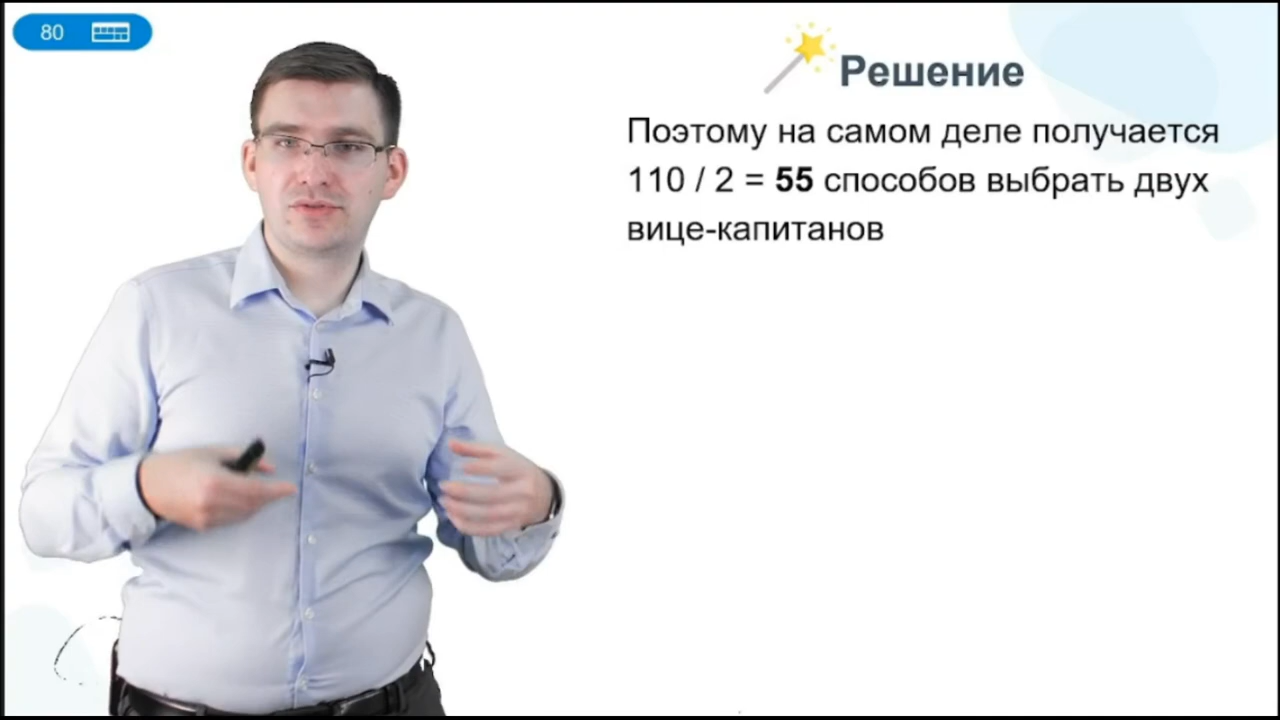 80
Решение
Поэтому на самом деле получается
110 / 2 = 55 способов выбрать двух
вице-капитанов